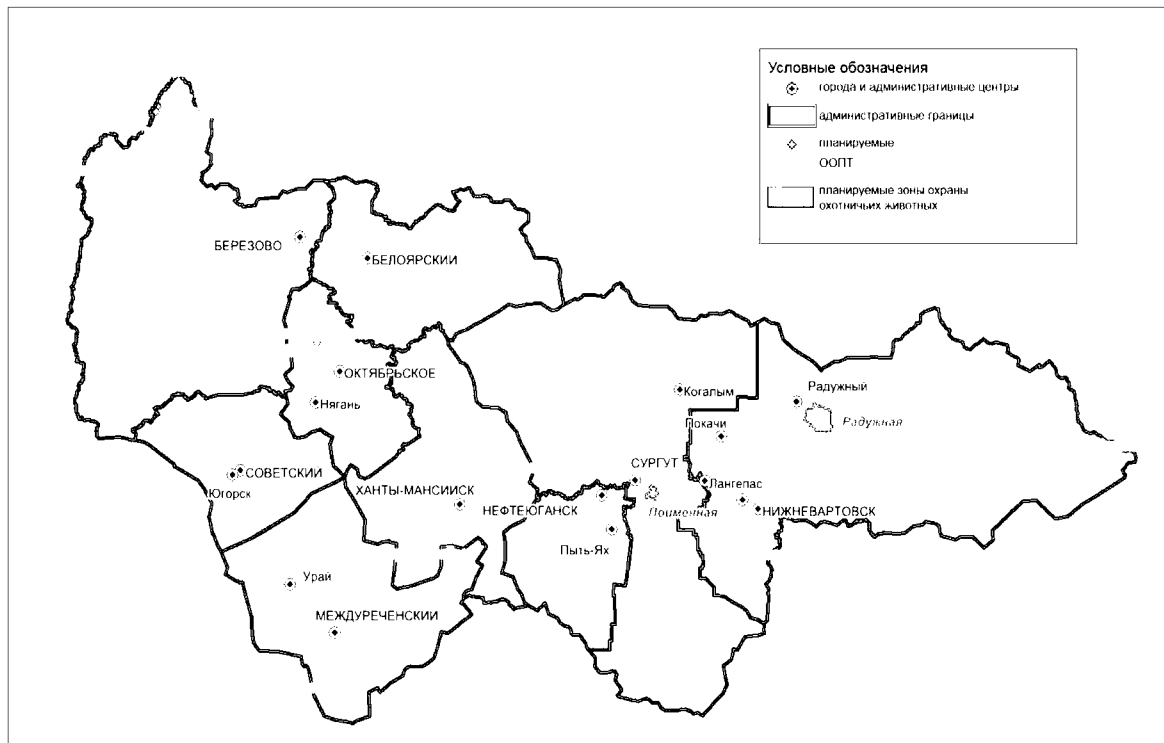 Условные обозначения
города и административные центры
административные границы
планируемые
ООПТ
планируемые зоны охраны
охотничьих животных
БЕРЕЗОВО
БЕЛОЯРСКИЙ
ОКТЯБРЬСКОЕ
Нягань
Когалым
Радужный
Радужная
Покачи
СОВЕТСКИЙ
Югорск
СУРГУТ
Лангепас
ХАНТЫ-МАНСИЙСК
НЕФТЕЮГАНСК
Пойменная
НИЖНЕВАРТОВСК
Пыть-Ях
Урай
МЕЖДУРЕЧЕНСКИЙ